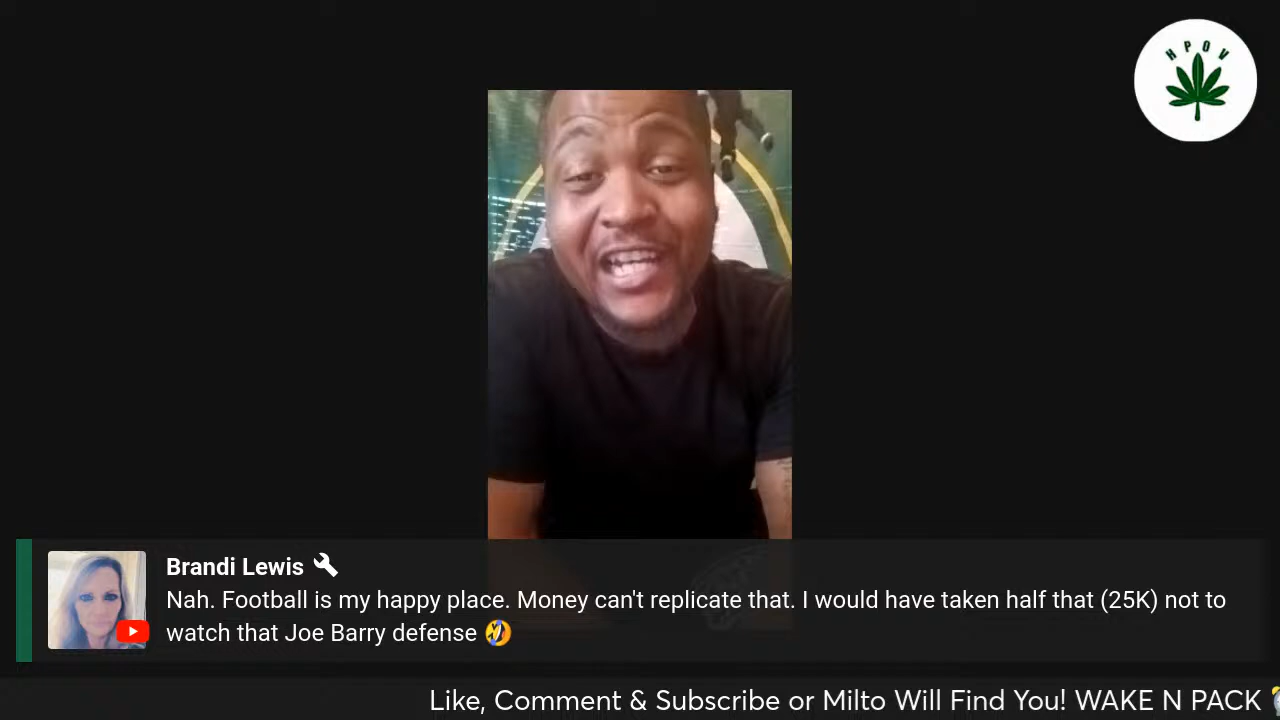 HPOV
Brandi Lewis
Nah. Football is my happy place. Money can't replicate that. I would have taken half that (25K) not to
watch that Joe Barry defense 🤣
Like, Comment & Subscribe or Milto Will Find You! WAKE N PACK